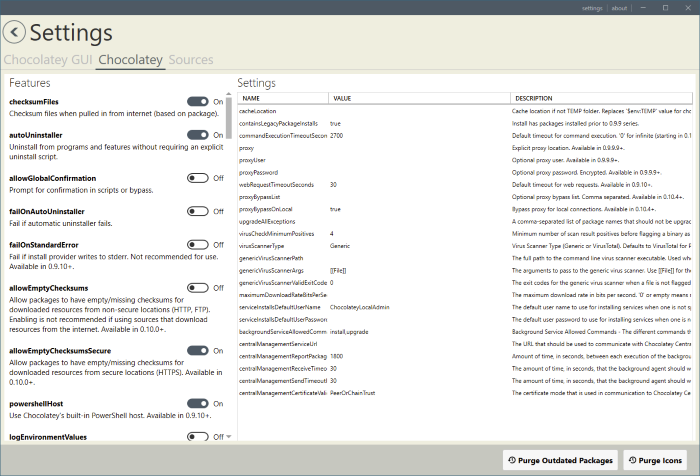 settings | about
Settings
Chocolatey GUI Chocolatey Sources
Features
checksumFiles On
Checksum files when pulled in from internet (based on package).
autoUninstaller On
Uninstall from programs and features without requiring an explicit
uninstall script.
allowGlobalConfirmation Off
Prompt for confirmation in scripts or bypass.
failOnAutoUninstaller Off
Fail if automatic uninstaller fails.
failOnStandardError Off
Fail if install provider writes to stderr. Not recommended for use.
Available in 0.9.10+.
allowEmptyChecksums Off
Allow packages to have empty/missing checksums for
downloaded resources from non-secure locations (HTTP, FTP).
Enabling is not recommended if using sources that download
resources from the internet. Available in 0.10.0+.
allowEmptyChecksumsSecure On
Allow packages to have empty/missing checksums for
downloaded resources from secure locations (HTTPS). Available in
0.10.0+.
powershellHost On
Use Chocolatey's built-in PowerShell host. Available in 0.9.10+.
logEnvironmentValues Off
Settings
NAME VALUE DESCRIPTION
cacheLocation Cache location if not TEMP folder. Replaces '$env:TEMP' value for cho
containsLegacyPackageInstalls true Install has packages installed prior to 0.9.9 series.
commandExecutionTimeoutSecon 2700 Default timeout for command execution. '0' for infinite (starting in 0.1
proxy Explicit proxy location. Available in 0.9.9.9+.
proxyUser Optional proxy user. Available in 0.9.9.9+.
proxyPassword Optional proxy password. Encrypted. Available in 0.9.9.9+.
webRequestTimeoutSeconds 30 Default timeout for web requests. Available in 0.9.10+.
proxyBypassList Optional proxy bypass list. Comma separated. Available in 0.10.4+.
proxyBypassOnLocal true Bypass proxy for local connections. Available in 0.10.4+.
upgradeAllExceptions A comma-separated list of package names that should not be upgrad
virusCheckMinimumPositives 4 Minimum number of scan result positives before flagging a binary as
virusScannerType Generic Virus Scanner Type (Generic or VirusTotal). Defaults to VirusTotal for P
genericVirusScannerPath The full path to the command line virus scanner executable. Used whe
genericVirusScannerArgs [[File]] The arguments to pass to the generic virus scanner. Use [[File]] for the
genericVirusScannerValidExitCode 0 The exit codes for the generic virus scanner when a file is not flagged
maximumDownloadRateBitsPerSe The maximum download rate in bits per second. '0' or empty means n
serviceInstallsDefaultUserName ChocolateyLocalAdmin The default user name to use for installing services when one is not sp
serviceInstallsDefaultUserPasswor The default user password to use for installing services when one is n
backgroundServiceAllowedComm install,upgrade Background Service Allowed Commands - The different commands th
centralManagementServiceUrl The URL that should be used to communicate with Chocolatey Centra
centralManagementReportPackag 1800 Amount of time, in seconds, between each execution of the backgrou
centralManagementReceiveTimeo 30 The amount of time, in seconds, that the background agent should w
centralManagementSendTimeoutI 30 The amount of time, in seconds, that the background agent should w
centralManagementCertificateVali PeerOrChainTrust The certificate mode that is used in communication to Chocolatey Ce
Purge Outdated Packages
Purge Icons